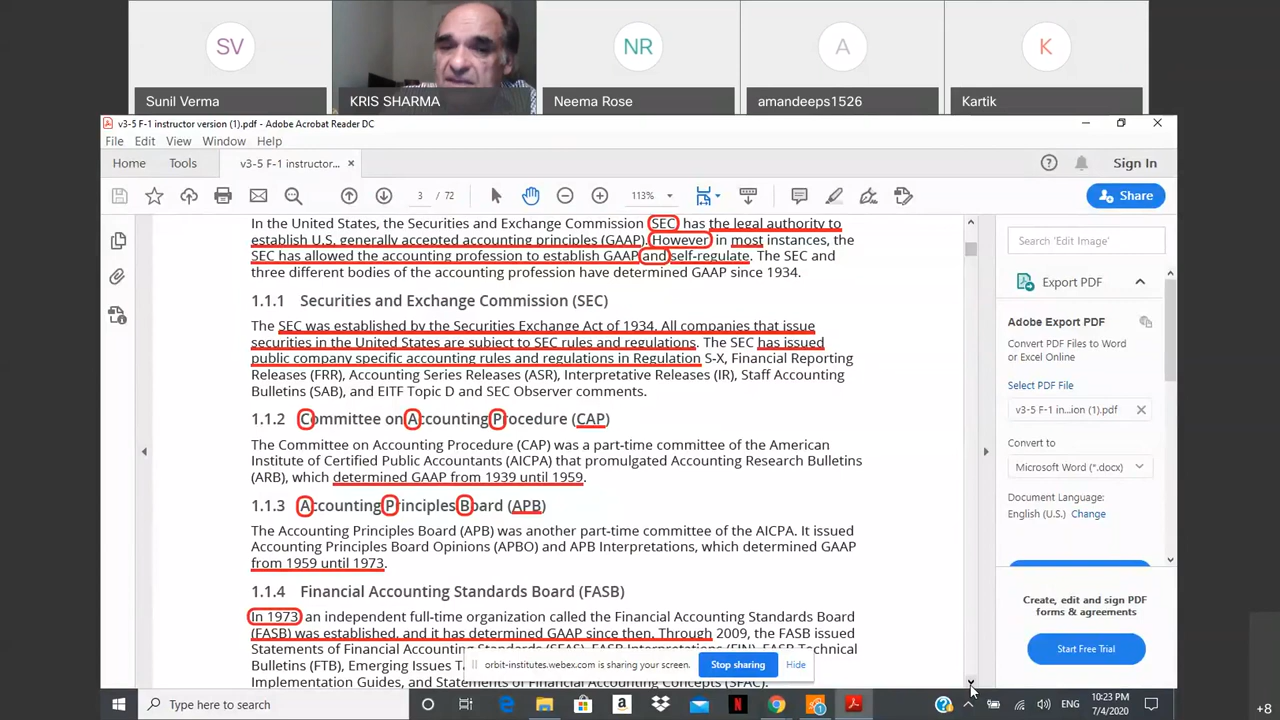 SV
NR
A
K
Sunil Verma
KRIS SHARMA
Neema Rose
amandeeps1526
Kartik
v3-5 F-1 instructor version (1).pdf - Adobe Acrobat Reader DC
File Edit View Window Help
Home Tools v3-5 F-1 instructor... ×
Sign In
3 / 72
113%
Share
In the United States, the Securities and Exchange Commission (SEC) has the legal authority to
establish U.S. generally accepted accounting principles (GAAP). However in most instances, the
SEC has allowed the accounting profession to establish GAAP and self-regulate. The SEC and
three different bodies of the accounting profession have determined GAAP since 1934.
1.1.1 Securities and Exchange Commission (SEC)
The SEC was established by the Securities Exchange Act of 1934. All companies that issue
securities in the United States are subject to SEC rules and regulations. The SEC has issued
public company specific accounting rules and regulations in Regulation S-X, Financial Reporting
Releases (FRR), Accounting Series Releases (ASR), Interpretative Releases (IR), Staff Accounting
Bulletins (SAB), and EITF Topic D and SEC Observer comments.
1.1.2 Committee on Accounting Procedure (CAP)
The Committee on Accounting Procedure (CAP) was a part-time committee of the American
Institute of Certified Public Accountants (AICPA) that promulgated Accounting Research Bulletins
(ARB), which determined GAAP from 1939 until 1959.
1.1.3 Accounting Principles Board (APB)
The Accounting Principles Board (APB) was another part-time committee of the AICPA. It issued
Accounting Principles Board Opinions (APBO) and APB Interpretations, which determined GAAP
from 1959 until 1973.
1.1.4 Financial Accounting Standards Board (FASB)
In 1973, an independent full-time organization called the Financial Accounting Standards Board
(FASB) was established, and it has determined GAAP since then. Through 2009, the FASB issued
Statements of Financial Accounting Standards (SFAS), FASB Interpretations (FIN), FASB Technical
Bulletins (FTB), Emerging Issues T
Implementation Guides, and Statements of Financial Accounting Concepts (SFAC).
orbit-institutes.webex.com is sharing your screen.
Stop sharing
Hide
Search 'Edit Image'
Export PDF
Adobe Export PDF
Convert PDF Files to Word
or Excel Online
Select PDF File
v3-5 F-1 in...ion (1).pdf
Convert to
Microsoft Word (*.docx)
Document Language:
English (U.S.) Change
Create, edit and sign PDF
forms & agreements
Start Free Trial
+8
Type here to search
ENG
10:23 PM
7/4/2020